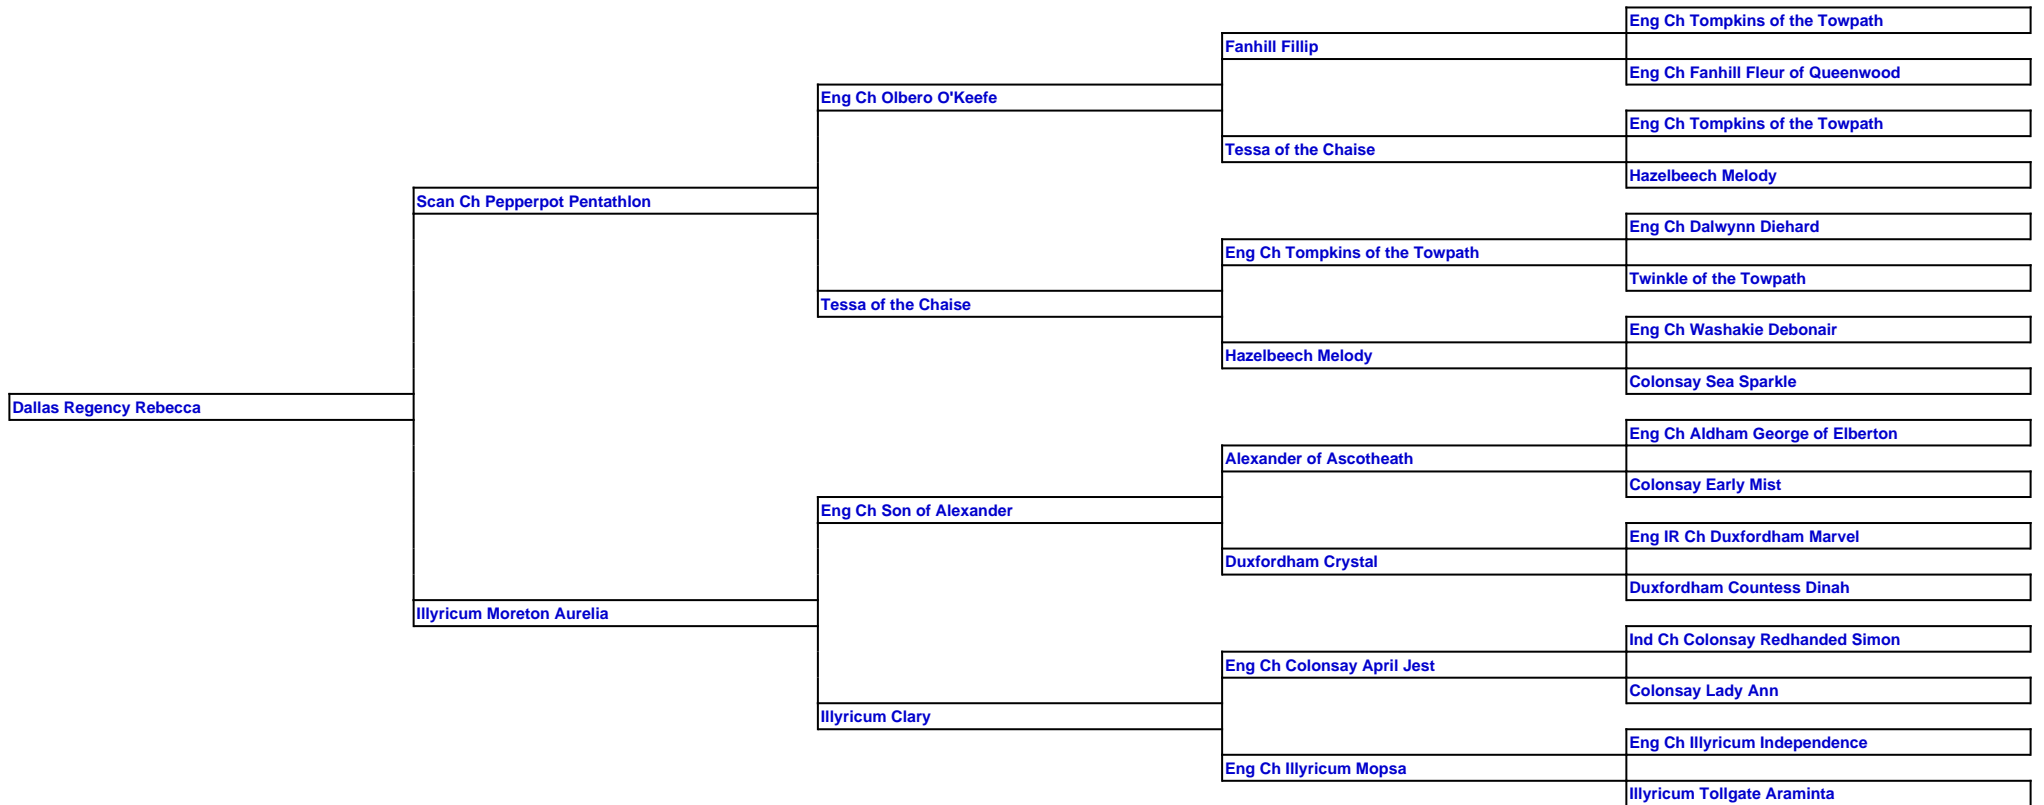 Eng Ch Tompkins of the Towpath
Fanhill Fillip
Eng Ch Fanhill Fleur of Queenwood
Eng Ch Olbero O'Keefe
Eng Ch Tompkins of the Towpath
Tessa of the Chaise
Hazelbeech Melody
Scan Ch Pepperpot Pentathlon
Eng Ch Dalwynn Diehard
Eng Ch Tompkins of the Towpath
Twinkle of the Towpath
Tessa of the Chaise
Eng Ch Washakie Debonair
Hazelbeech Melody
Colonsay Sea Sparkle
Dallas Regency Rebecca
Eng Ch Aldham George of Elberton
Alexander of Ascotheath
Colonsay Early Mist
Eng Ch Son of Alexander
Eng IR Ch Duxfordham Marvel
Duxfordham Crystal
Duxfordham Countess Dinah
Illyricum Moreton Aurelia
Ind Ch Colonsay Redhanded Simon
Eng Ch Colonsay April Jest
Colonsay Lady Ann
Illyricum Clary
Eng Ch Illyricum Independence
Eng Ch Illyricum Mopsa
Illyricum Tollgate Araminta